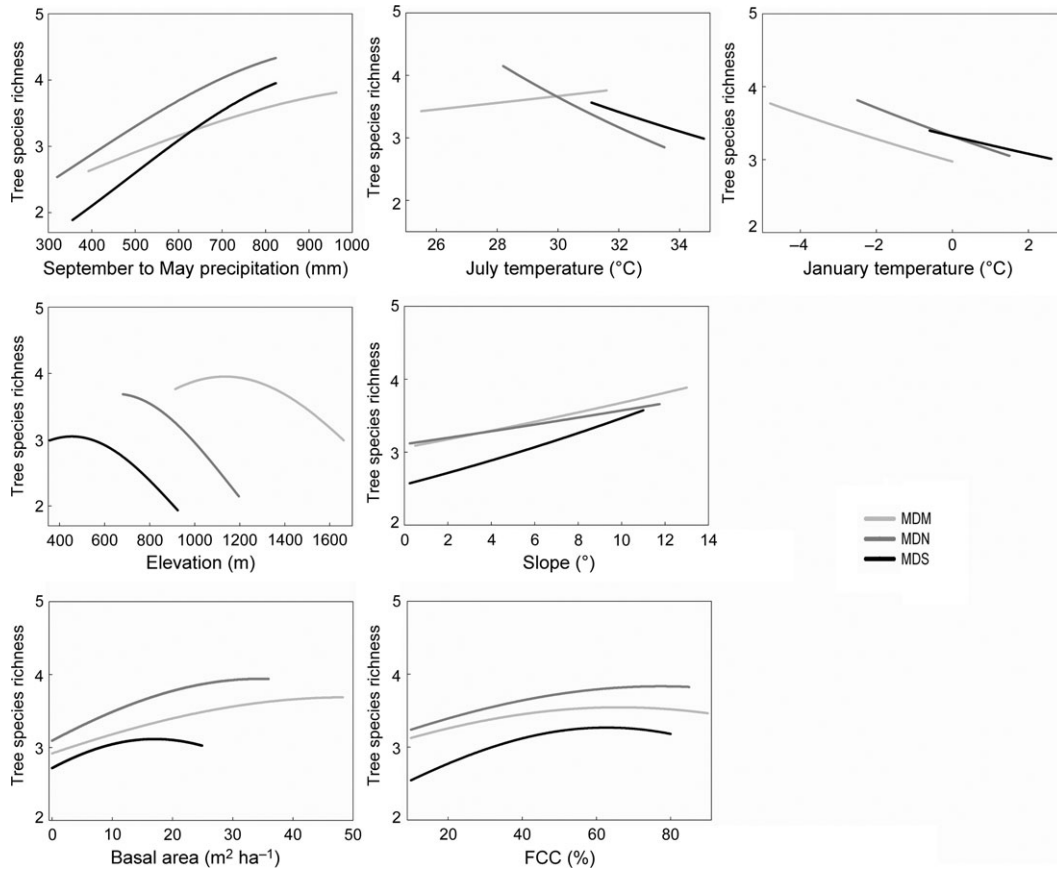 Tree species richness
5
4
3
2
300 400 500 600 700 800 900 1000
September to May precipitation (mm)
Tree species richness
5
4
3
2
26 28 30 32 34
July temperature (°C)
Tree species richness
5
4
3
2
–4 –2 0 2
January temperature (°C)
Tree species richness
5
4
3
2
400 600 800 1000 1200 1400 1600
Elevation (m)
Tree species richness
5
4
3
2
0 2 4 6 8 10 12 14
Slope (°)
MDM
MDN
MDS
Tree species richness
5
4
3
2
0 10 20 30 40 50
Basal area (m² ha⁻¹)
Tree species richness
5
4
3
2
20 40 60 80
FCC (%)